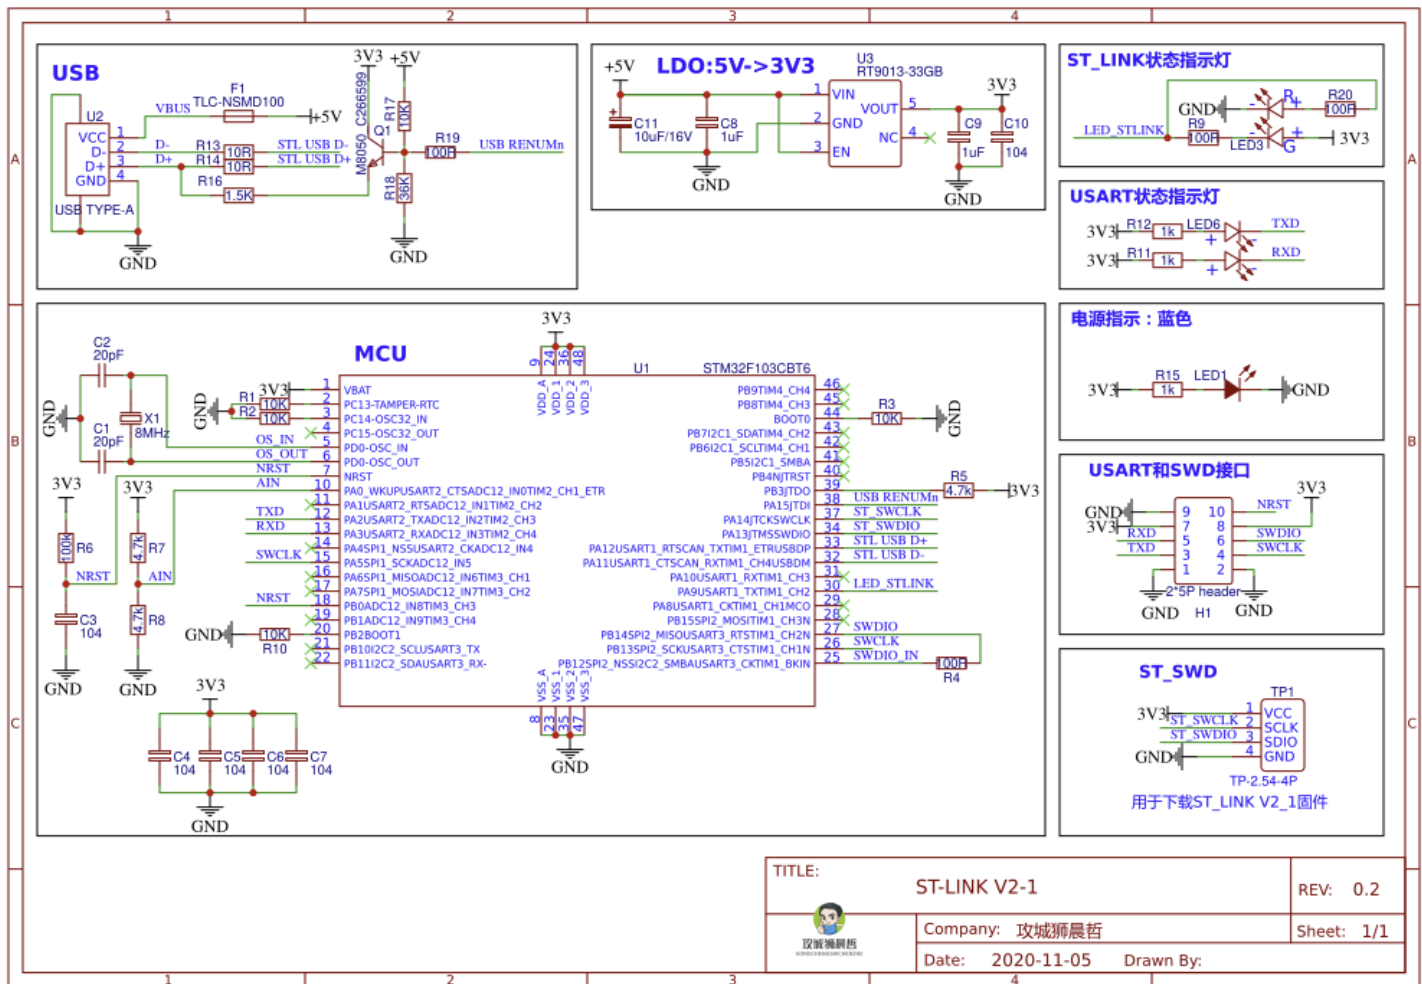 1 2 3 4
A
B
C
USB
U2
VCC 1
D- 2
D+ 3
GND 4
USB TYPE-A
VBUS
F1
TLC-NSMD100
+5V
D-
D+
R13 10R
R14 10R
R16
1.5K
STL USB D-
STL USB D+
3V3 +5V
C266599
M8050
Q1
R17 10K
R18 36K
R19
100R
USB RENUMn
GND
GND
LDO:5V->3V3
+5V
C11
10uF/16V
C8
1uF
GND
U3
RT9013-33GB
1 VIN
2 GND
3 EN
VOUT 5
NC 4
3V3
C9
1uF
C10
104
GND
ST_LINK状态指示灯
GND
R
R20
100R
LED_STLINK
R9
100R
LED3
G
3V3
USART状态指示灯
3V3
R12
1k
LED6
TXD
3V3
R11
1k
RXD
电源指示：蓝色
3V3
R15
1k
LED1
GND
USART和SWD接口
GND
3V3
RXD
TXD
9 10
7 8
5 6
3 4
1 2
NRST
3V3
SWDIO
SWCLK
2*5P header
H1
GND
GND
ST_SWD
TP1
3V3 1 VCC
ST_SWCLK 2 SCLK
ST_SWDIO 3 SDIO
GND 4 GND
TP-2.54-4P
用于下载ST_LINK V2_1固件
MCU
U1
STM32F103CBT6
3V3
9 24 36 48
VDD_A VDD_1 VDD_2 VDD_3
C2
20pF
X1
8MHz
C1
20pF
GND
GND
R1 10K
R2 10K
3V3
OS_IN
OS_OUT
NRST
AIN
TXD
RXD
SWCLK
NRST
GND
10K
R10
1 VBAT
2 PC13-TAMPER-RTC
3 PC14-OSC32_IN
4 PC15-OSC32_OUT
5 PD0-OSC_IN
6 PD0-OSC_OUT
7 NRST
10 PA0_WKUPUSART2_CTSADC12_IN0TIM2_CH1_ETR
11 PA1USART2_RTSADC12_IN1TIM2_CH2
12 PA2USART2_TXADC12_IN2TIM2_CH3
13 PA3USART2_RXADC12_IN3TIM2_CH4
14 PA4SPI1_NSSUSART2_CKADC12_IN4
15 PA5SPI1_SCKADC12_IN5
16 PA6SPI1_MISOADC12_IN6TIM3_CH1
17 PA7SPI1_MOSIADC12_IN7TIM3_CH2
18 PB0ADC12_IN8TIM3_CH3
19 PB1ADC12_IN9TIM3_CH4
20 PB2BOOT1
21 PB10I2C2_SCLUSART3_TX
22 PB11I2C2_SDAUSART3_RX-
PB9TIM4_CH4 46
PB8TIM4_CH3 45
BOOT0 44
PB7I2C1_SDATIM4_CH2 43
PB6I2C1_SCLTIM4_CH1 42
PB5I2C1_SMBA 41
PB4NJTRST 40
PB3JTDO 39
PA15JTDI 38
PA14JTCKSWCLK 37
PA13JTMSSWDIO 34
PA12USART1_RTSCAN_TXTIM1_ETRUSBDP 33
PA11USART1_CTSCAN_RXTIM1_CH4USBDM 32
PA10USART1_RXTIM1_CH3 31
PA9USART1_TXTIM1_CH2 30
PA8USART1_CKTIM1_CH1MCO 29
PB15SPI2_MOSITIM1_CH3N 28
PB14SPI2_MISOUSART3_RTSTIM1_CH2N 27
PB13SPI2_SCKUSART3_CTSTIM1_CH1N 26
PB12SPI2_NSSI2C2_SMBAUSART3_CKTIM1_BKIN 25
R3
10K
GND
R5
4.7k
3V3
USB RENUMn
ST_SWCLK
ST_SWDIO
STL USB D+
STL USB D-
LED_STLINK
SWDIO
SWCLK
SWDIO_IN
100R
R4
VSS_A VSS_1 VSS_2 VSS_3
8 23 35 47
GND
3V3
100k R6
NRST
C3
104
GND
3V3
4.7k R7
AIN
4.7k R8
GND
3V3
C4
104
C5
104
C6
104
C7
104
GND
TITLE:
ST-LINK V2-1
REV: 0.2
攻城狮晨哲
Company: 攻城狮晨哲
Sheet: 1/1
Date: 2020-11-05
Drawn By:
1 2 3 4
A
B
C